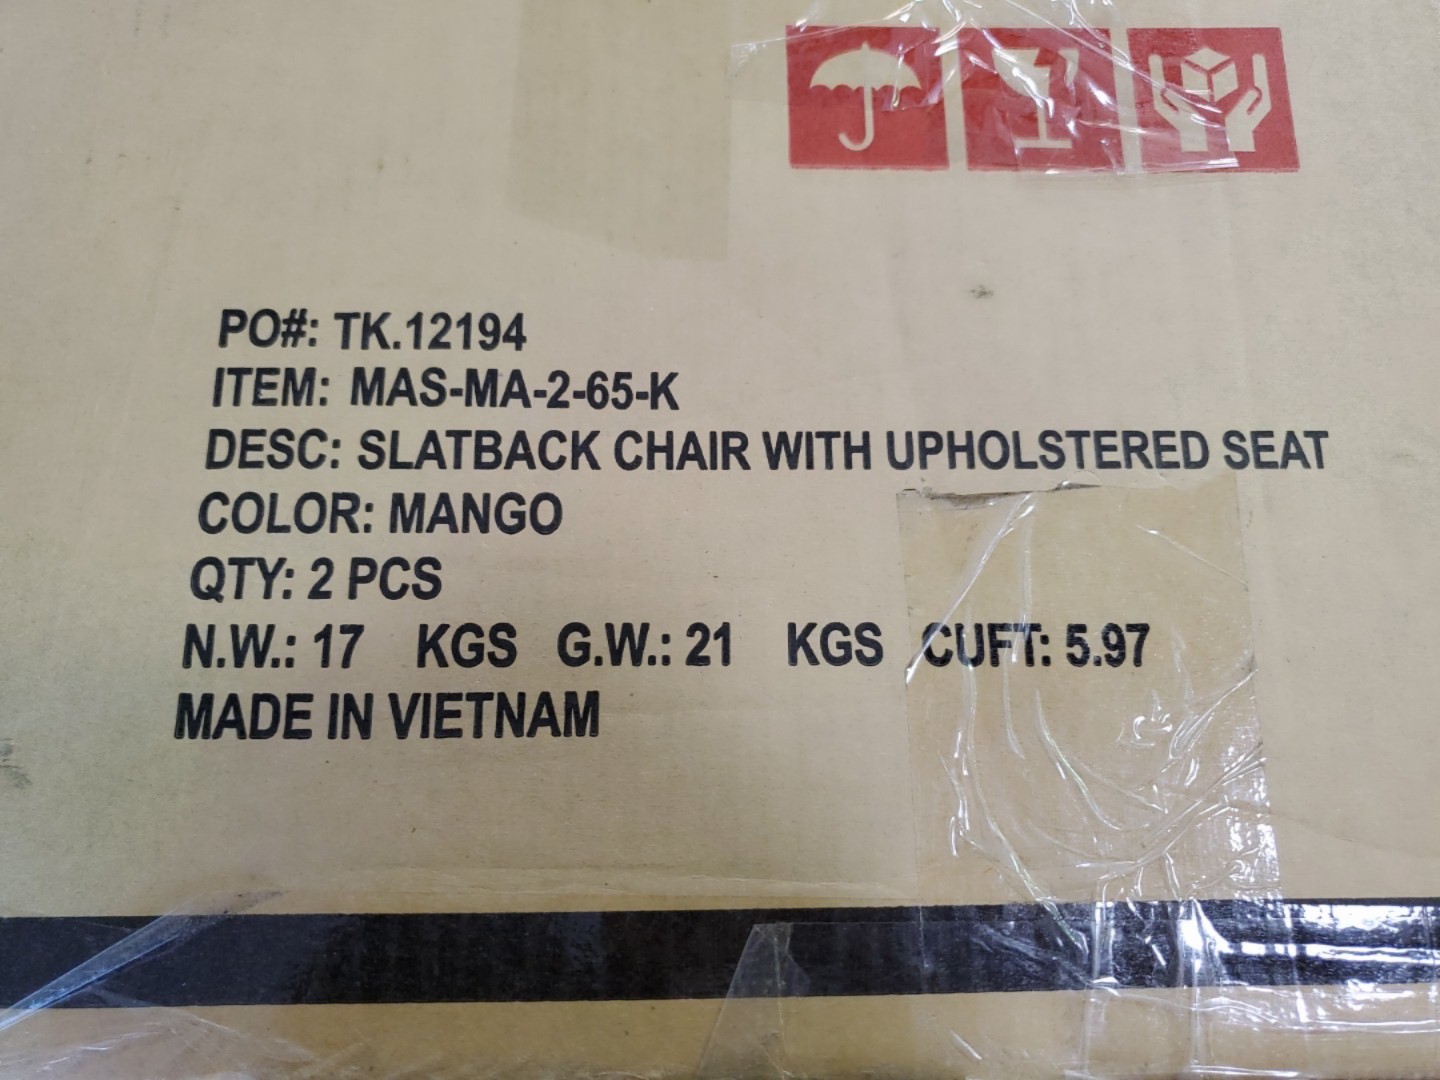 PO#: TK.12194
ITEM: MAS-MA-2-65-K
DESC: SLATBACK CHAIR WITH UPHOLSTERED SEAT
COLOR: MANGO
QTY: 2 PCS
N.W.: 17 KGS G.W.: 21 KGS CUFT: 5.97
MADE IN VIETNAM